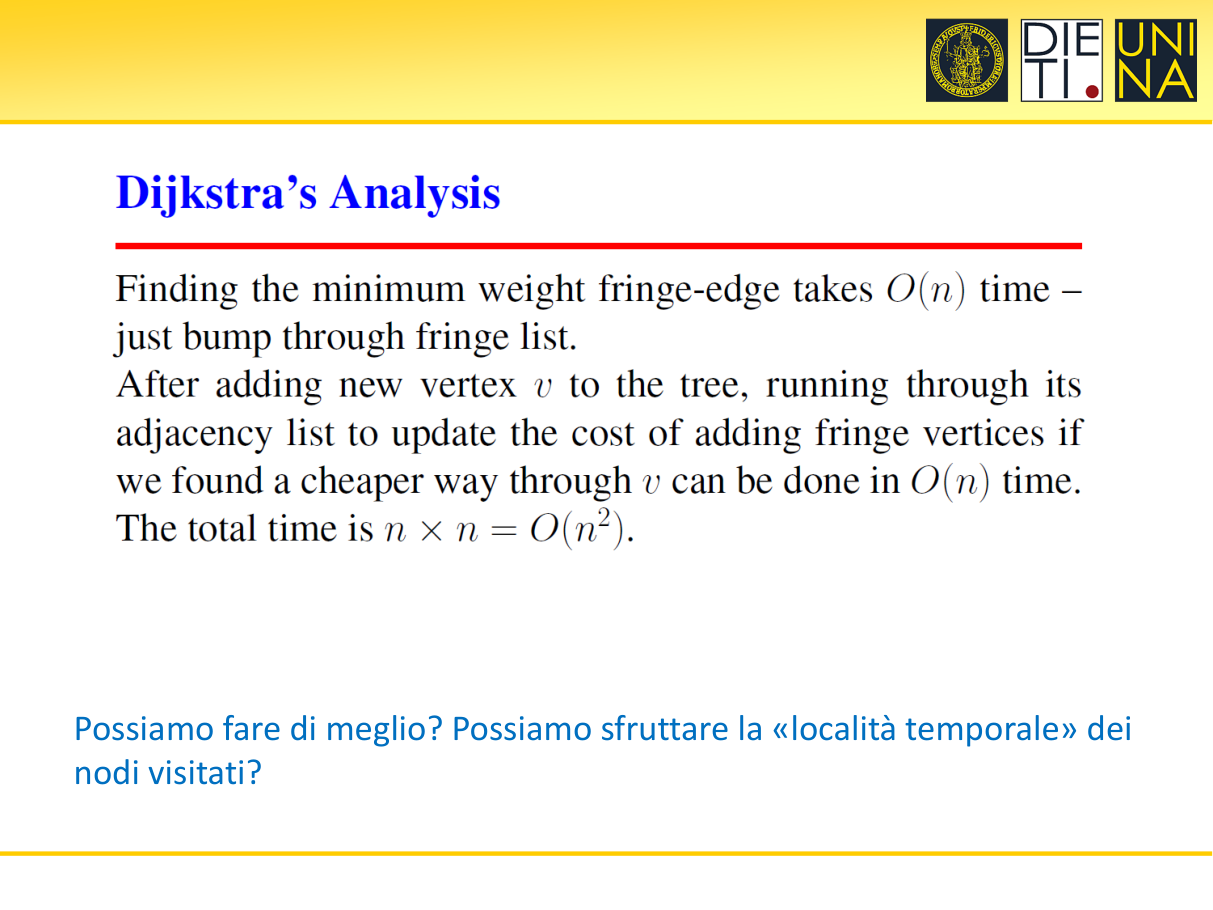 DIE
TI.
UNI
NA
Dijkstra's Analysis
Finding the minimum weight fringe-edge takes O(n) time –
just bump through fringe list.
After adding new vertex v to the tree, running through its
adjacency list to update the cost of adding fringe vertices if
we found a cheaper way through v can be done in O(n) time.
The total time is n × n = O(n²).
Possiamo fare di meglio? Possiamo sfruttare la «località temporale» dei
nodi visitati?